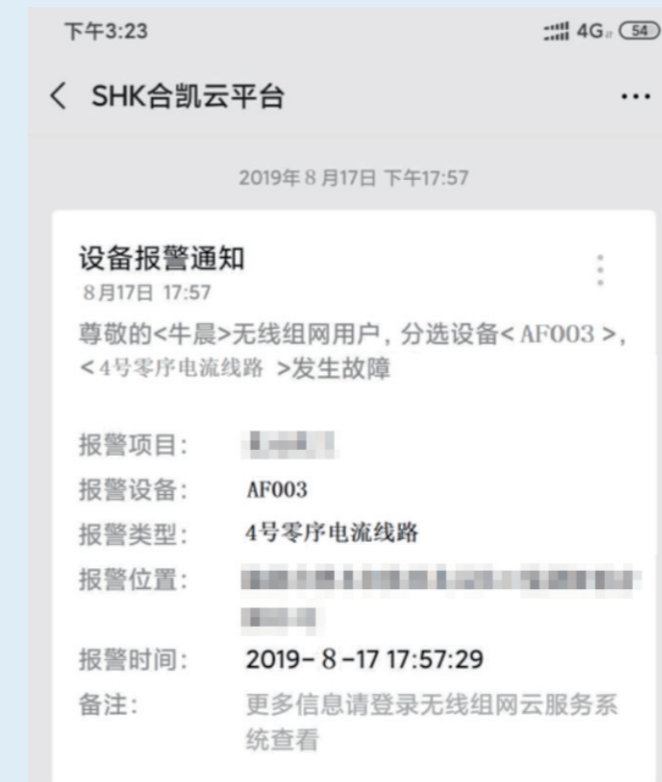 下午3:23
4G 54
SHK合凯云平台
2019年8月17日 下午17:57
设备报警通知
8月17日 17:57
尊敬的<牛晨>无线组网用户, 分选设备<AF003>,
<4号零序电流线路 >发生故障
报警项目:
报警设备: AF003
报警类型: 4号零序电流线路
报警位置:
报警时间: 2019-8-17 17:57:29
备注: 更多信息请登录无线组网云服务系
统查看